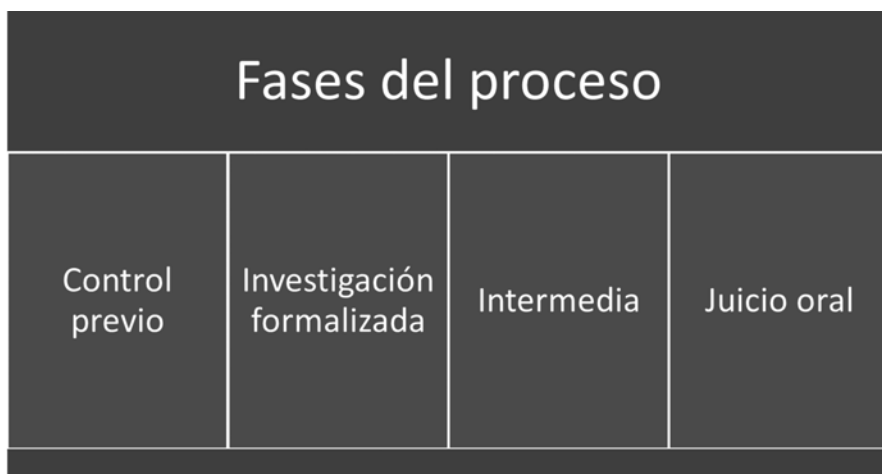 Fases del proceso
Control
previo
Investigación
formalizada
Intermedia
Juicio oral